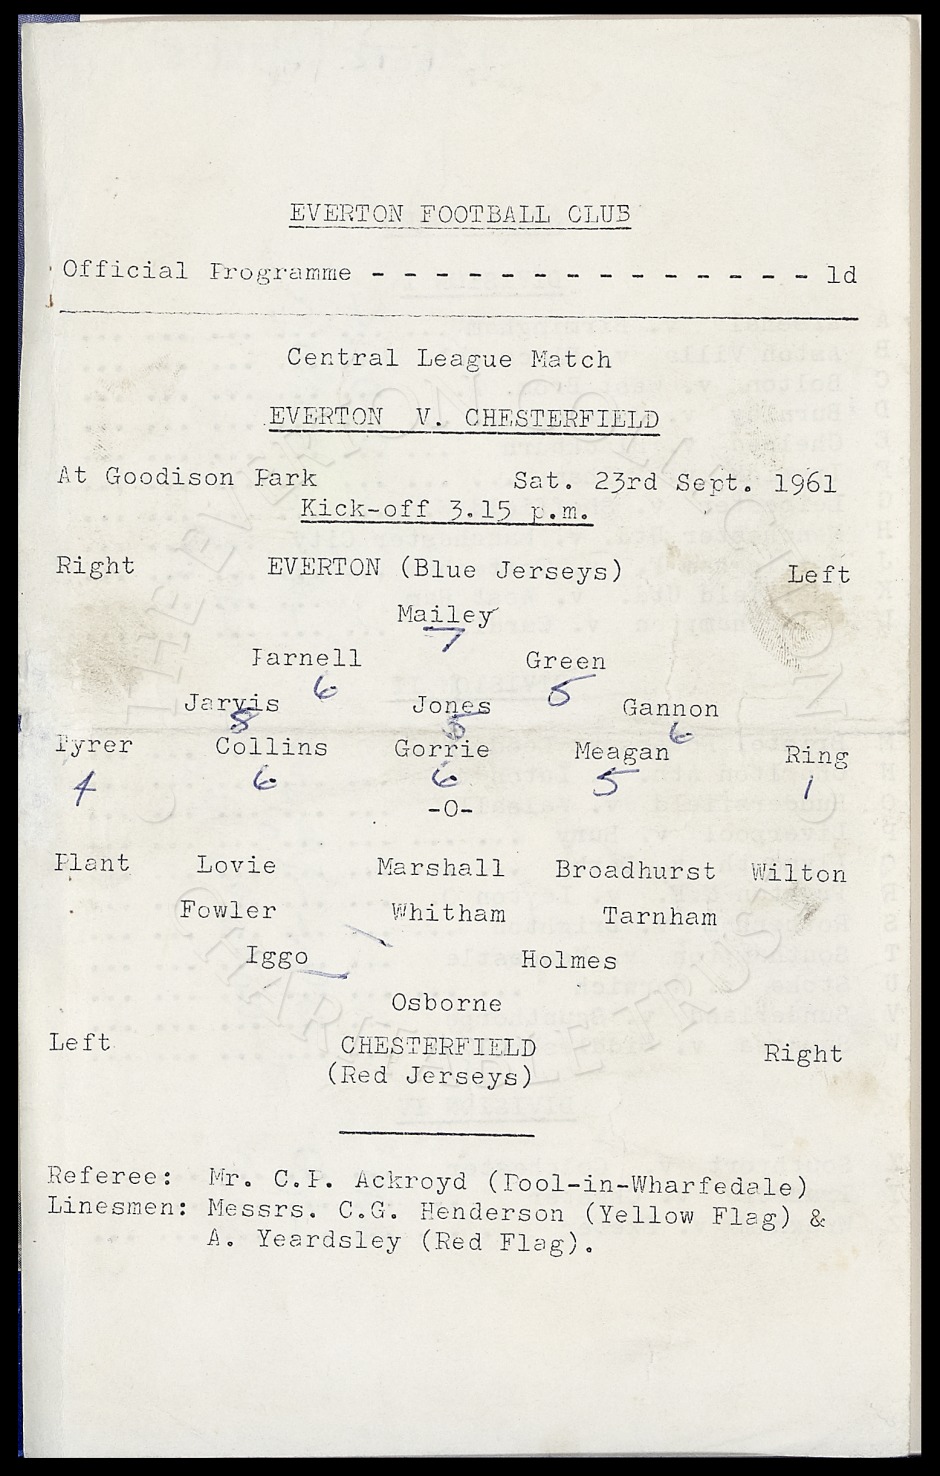 EVERTON FOOTBALL CLUB
Official Programme - - - - - - - - - - - - - - - 1d
Central League Match
EVERTON V. CHESTERFIELD
At Goodison Park Sat. 23rd Sept. 1961
Kick-off 3.15 p.m.
Right EVERTON (Blue Jerseys) Left
Mailey
7
Parnell Green
6 5
Jarvis Jones Gannon
8 5 6
Tyrer Collins Gorrie Meagan Ring
4 6 6 5 1
-0-
Plant Lovie Marshall Broadhurst Wilton
Fowler Whitham Tarnham
Iggo Holmes
Osborne
Left CHESTERFIELD Right
(Red Jerseys)
Referee: Mr. C.P. Ackroyd (Pool-in-Wharfedale)
Linesmen: Messrs. C.G. Henderson (Yellow Flag) &
A. Yeardsley (Red Flag).